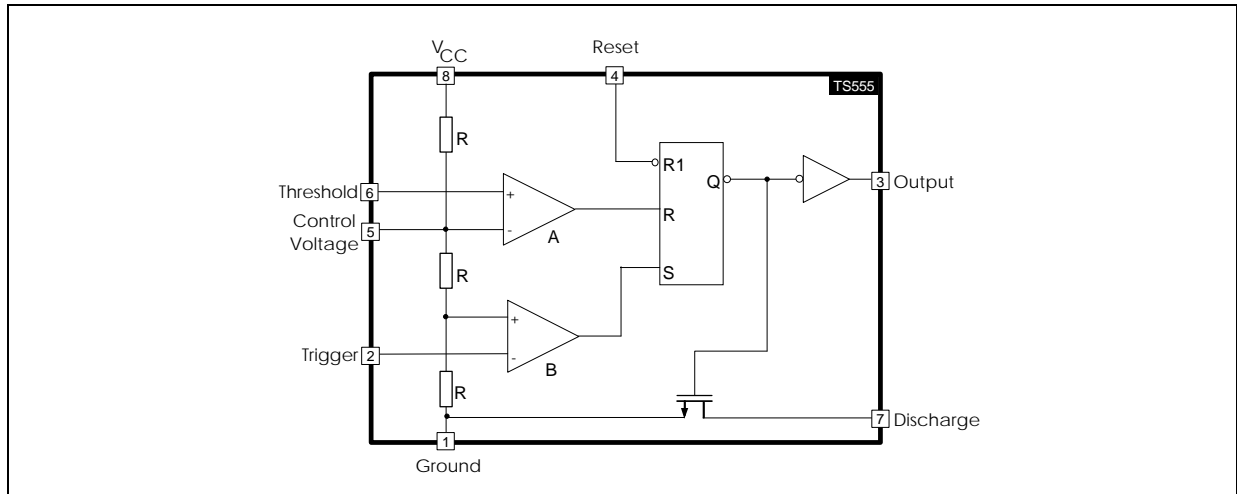 VCC
Reset
8
4
TS555
R
R1
Threshold
6
+
Q
3
Output
Control
Voltage
5
-
A
R
R
S
+
Trigger
2
-
B
R
7
Discharge
1
Ground